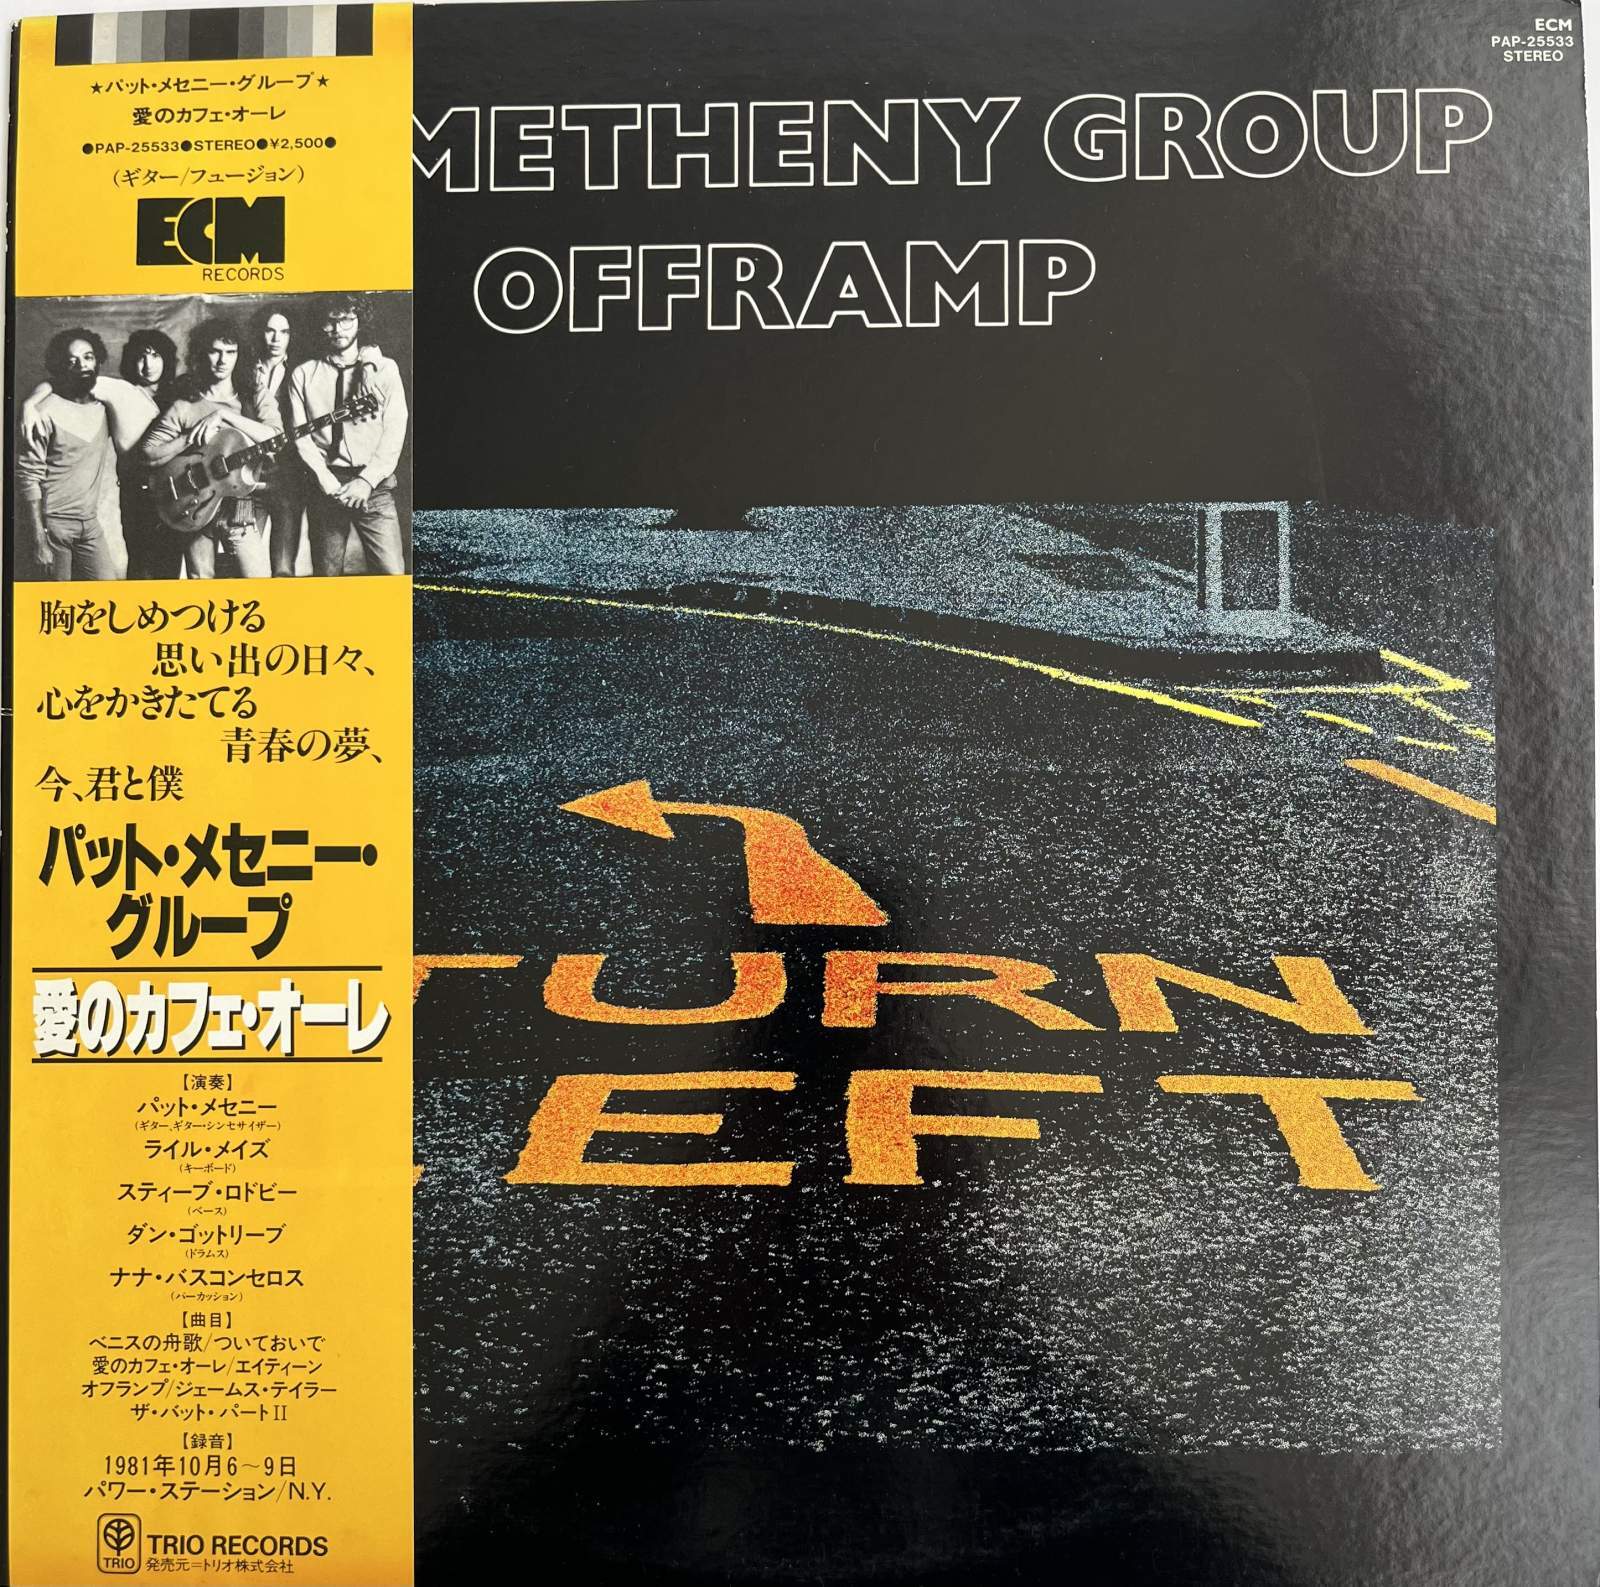 ★パット・メセニー・グループ★
愛のカフェ・オーレ
●PAP-25533●STEREO●¥2,500●
(ギター/フュージョン)
ECM
RECORDS
胸をしめつける
思い出の日々、
心をかきたてる
青春の夢、
今、君と僕
パット・メセニー・
グループ
愛のカフェ・オーレ
【演奏】
パット・メセニー
(ギター、ギター・シンセサイザー)
ライル・メイズ
(キーボード)
スティーブ・ロドビー
(ベース)
ダン・ゴットリーブ
(ドラムス)
ナナ・バスコンセロス
(パーカッション)
【曲目】
ベニスの舟歌/ついておいで
愛のカフェ・オーレ/エイティーン
オフランプ/ジェームス・テイラー
ザ・バット・パートII
【録音】
1981年10月6～9日
パワー・ステーション/N.Y.
TRIO
TRIO RECORDS
発売元=トリオ株式会社
ECM
PAP-25533
STEREO
METHENY GROUP
OFFRAMP
TURN
EFT